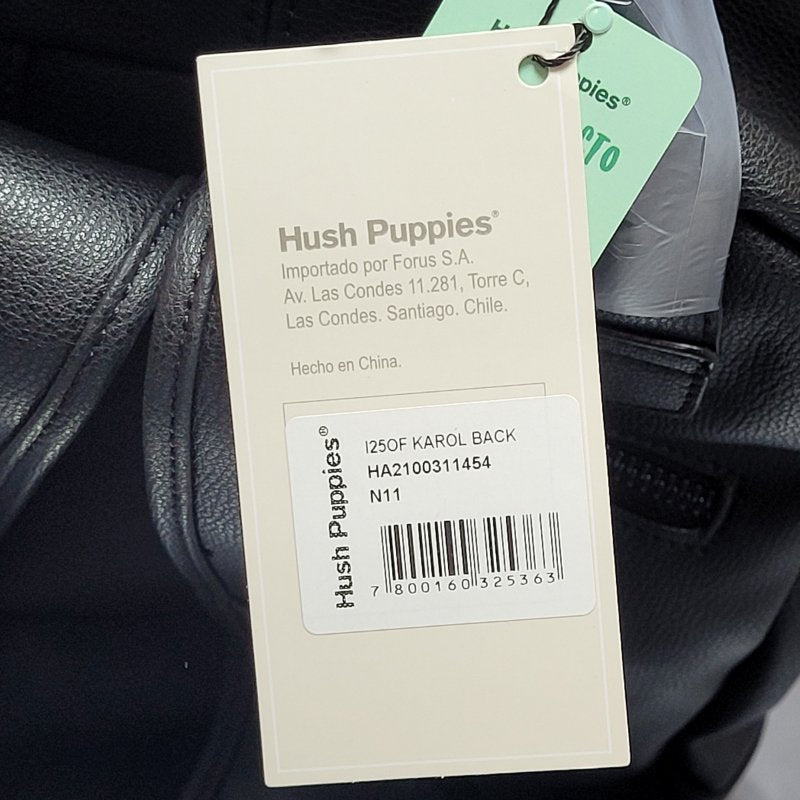 Hush Puppies®
Importado por Forus S.A.
Av. Las Condes 11.281, Torre C,
Las Condes. Santiago. Chile.
Hecho en China.
Hush Puppies®
I25OF KAROL BACK
HA2100311454
N11
7 800160 325363